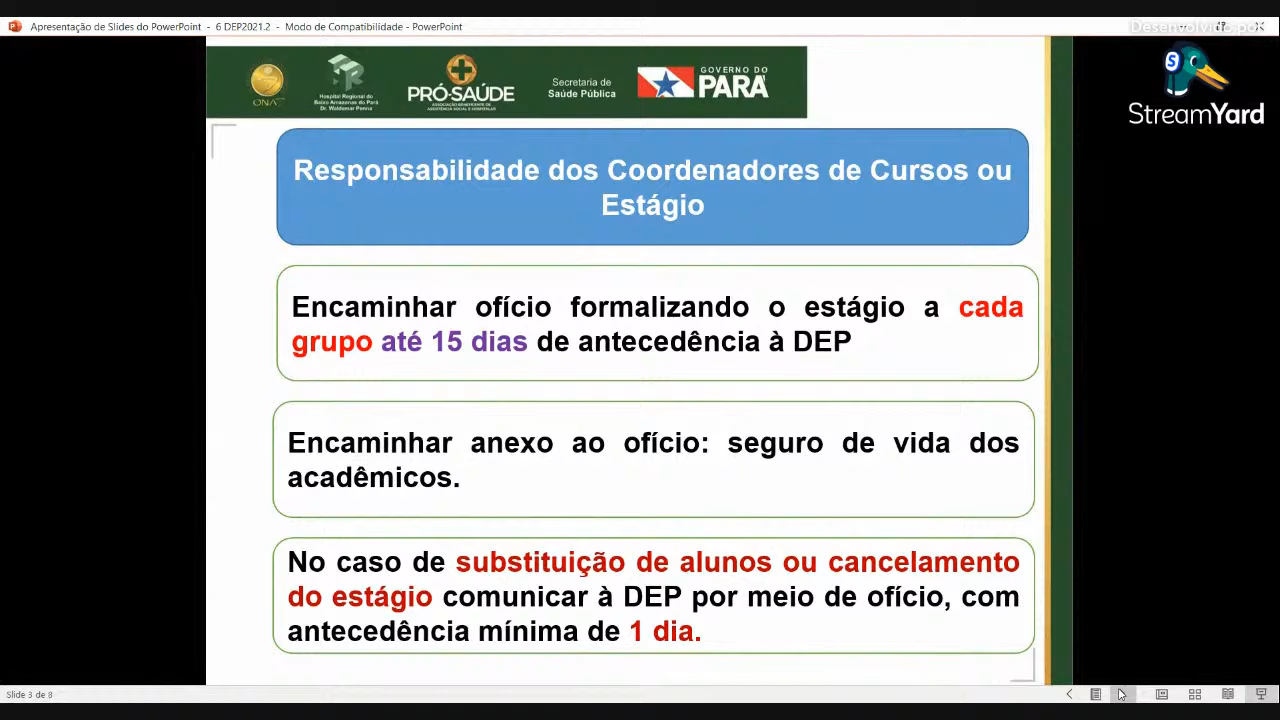 Apresentação de Slides do PowerPoint - 6 DEP2021.2 - Modo de Compatibilidade - PowerPoint
Desenvolvido por
StreamYard
ONA
Hospital Regional do
Baixo Amazonas do Pará
Dr. Waldemar Penna
PRÓ-SAÚDE
ASSOCIAÇÃO BENEFICENTE DE
ASSISTÊNCIA SOCIAL E HOSPITALAR
Secretaria de
Saúde Pública
GOVERNO DO
PARÁ
Responsabilidade dos Coordenadores de Cursos ou
Estágio
Encaminhar ofício formalizando o estágio a cada
grupo até 15 dias de antecedência à DEP
Encaminhar anexo ao ofício: seguro de vida dos
acadêmicos.
No caso de substituição de alunos ou cancelamento
do estágio comunicar à DEP por meio de ofício, com
antecedência mínima de 1 dia.
Slide 3 de 8